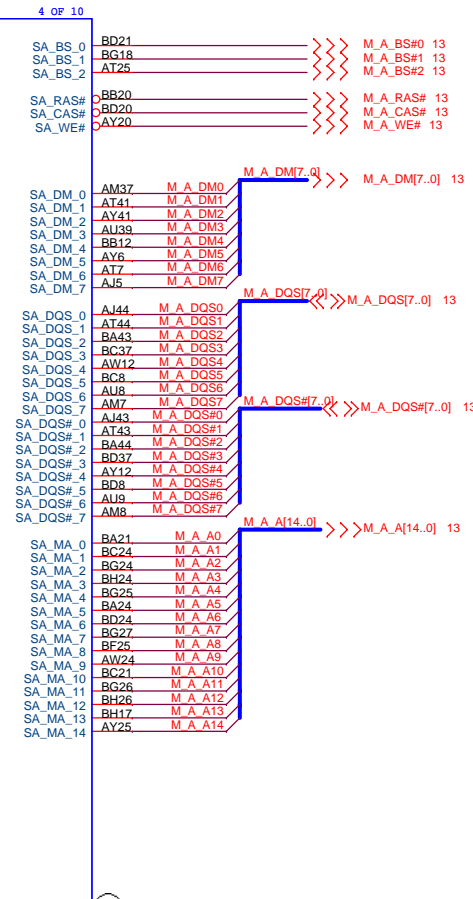 4 OF 10
SA_BS_0 BD21 M_A_BS#0 13
SA_BS_1 BG18 M_A_BS#1 13
SA_BS_2 AT25 M_A_BS#2 13
SA_RAS# BB20 M_A_RAS# 13
SA_CAS# BD20 M_A_CAS# 13
SA_WE# AY20 M_A_WE# 13
M_A_DM[7..0] M_A_DM[7..0] 13
SA_DM_0 AM37 M_A_DM0
SA_DM_1 AT41 M_A_DM1
SA_DM_2 AY41 M_A_DM2
SA_DM_3 AU39 M_A_DM3
SA_DM_4 BB12 M_A_DM4
SA_DM_5 AY6 M_A_DM5
SA_DM_6 AT7 M_A_DM6
SA_DM_7 AJ5 M_A_DM7
M_A_DQS[7..0] M_A_DQS[7..0] 13
SA_DQS_0 AJ44 M_A_DQS0
SA_DQS_1 AT44 M_A_DQS1
SA_DQS_2 BA43 M_A_DQS2
SA_DQS_3 BC37 M_A_DQS3
SA_DQS_4 AW12 M_A_DQS4
SA_DQS_5 BC8 M_A_DQS5
SA_DQS_6 AU8 M_A_DQS6
SA_DQS_7 AM7 M_A_DQS7
M_A_DQS#[7..0] M_A_DQS#[7..0] 13
SA_DQS#_0 AJ43 M_A_DQS#0
SA_DQS#_1 AT43 M_A_DQS#1
SA_DQS#_2 BA44 M_A_DQS#2
SA_DQS#_3 BD37 M_A_DQS#3
SA_DQS#_4 AY12 M_A_DQS#4
SA_DQS#_5 BD8 M_A_DQS#5
SA_DQS#_6 AU9 M_A_DQS#6
SA_DQS#_7 AM8 M_A_DQS#7
M_A_A[14..0] M_A_A[14..0] 13
SA_MA_0 BA21 M_A_A0
SA_MA_1 BC24 M_A_A1
SA_MA_2 BG24 M_A_A2
SA_MA_3 BH24 M_A_A3
SA_MA_4 BG25 M_A_A4
SA_MA_5 BA24 M_A_A5
SA_MA_6 BD24 M_A_A6
SA_MA_7 BG27 M_A_A7
SA_MA_8 BF25 M_A_A8
SA_MA_9 AW24 M_A_A9
SA_MA_10 BC21 M_A_A10
SA_MA_11 BG26 M_A_A11
SA_MA_12 BH26 M_A_A12
SA_MA_13 BH17 M_A_A13
SA_MA_14 AY25 M_A_A14